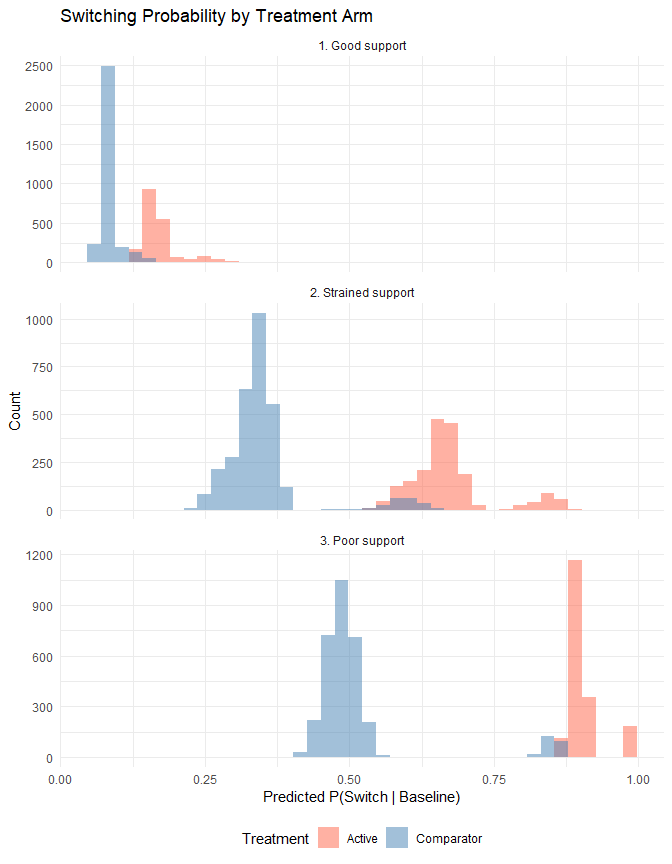 Switching Probability by Treatment Arm
1. Good support
2500
2000
1500
1000
500
0
2. Strained support
1000
750
500
250
0
Count
3. Poor support
1200
900
600
300
0
0.00 0.25 0.50 0.75 1.00
Predicted P(Switch | Baseline)
Treatment Active Comparator